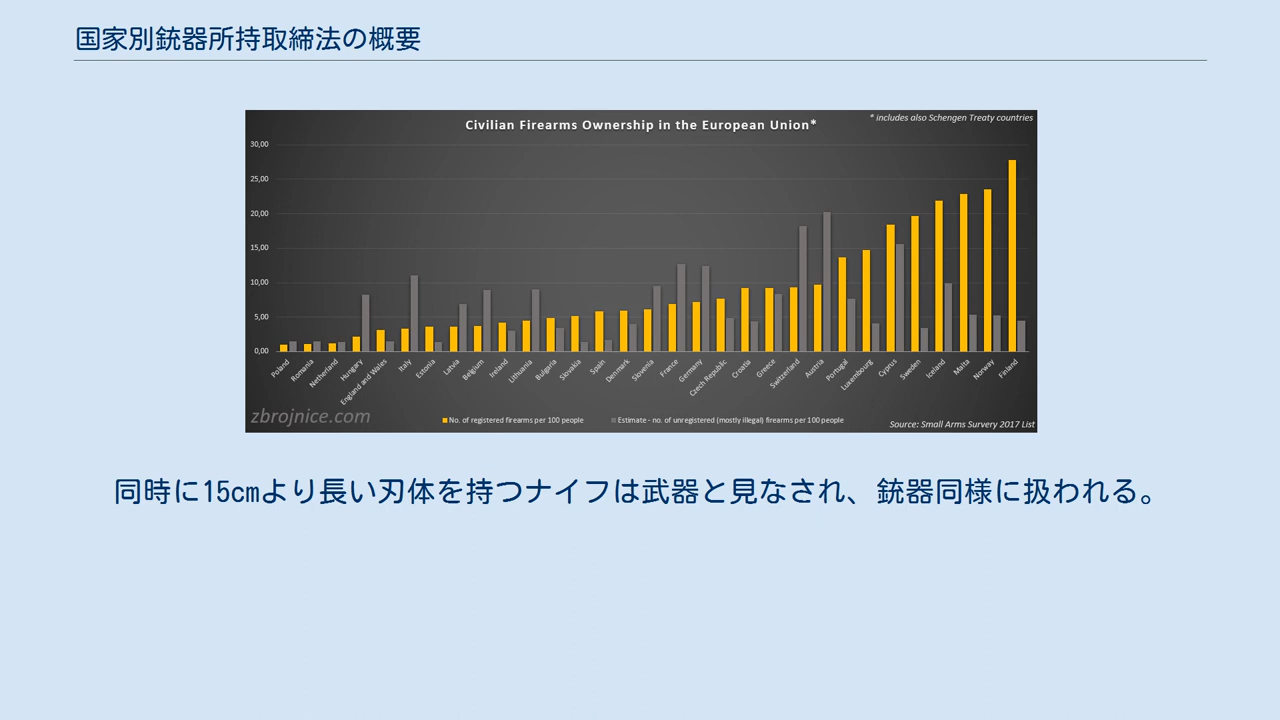 国家別銃器所持取締法の概要
Civilian Firearms Ownership in the European Union*
* includes also Schengen Treaty countries
30,00
25,00
20,00
15,00
10,00
5,00
0,00
Poland
Romania
Netherland
Hungary
England and Wales
Italy
Estonia
Latvia
Belgium
Ireland
Lithuania
Bulgaria
Slovakia
Spain
Denmark
Slovenia
France
Germany
Czech Republic
Croatia
Greece
Switzerland
Austria
Portugal
Luxembourg
Cyprus
Sweden
Iceland
Malta
Norway
Finland
zbrojnice.com
No. of registered firearms per 100 people
Estimate - no. of unregistered (mostly illegal) firearms per 100 people
Source: Small Arms Survery 2017 List
同時に15cmより長い刃体を持つナイフは武器と見なされ、銃器同様に扱われる。